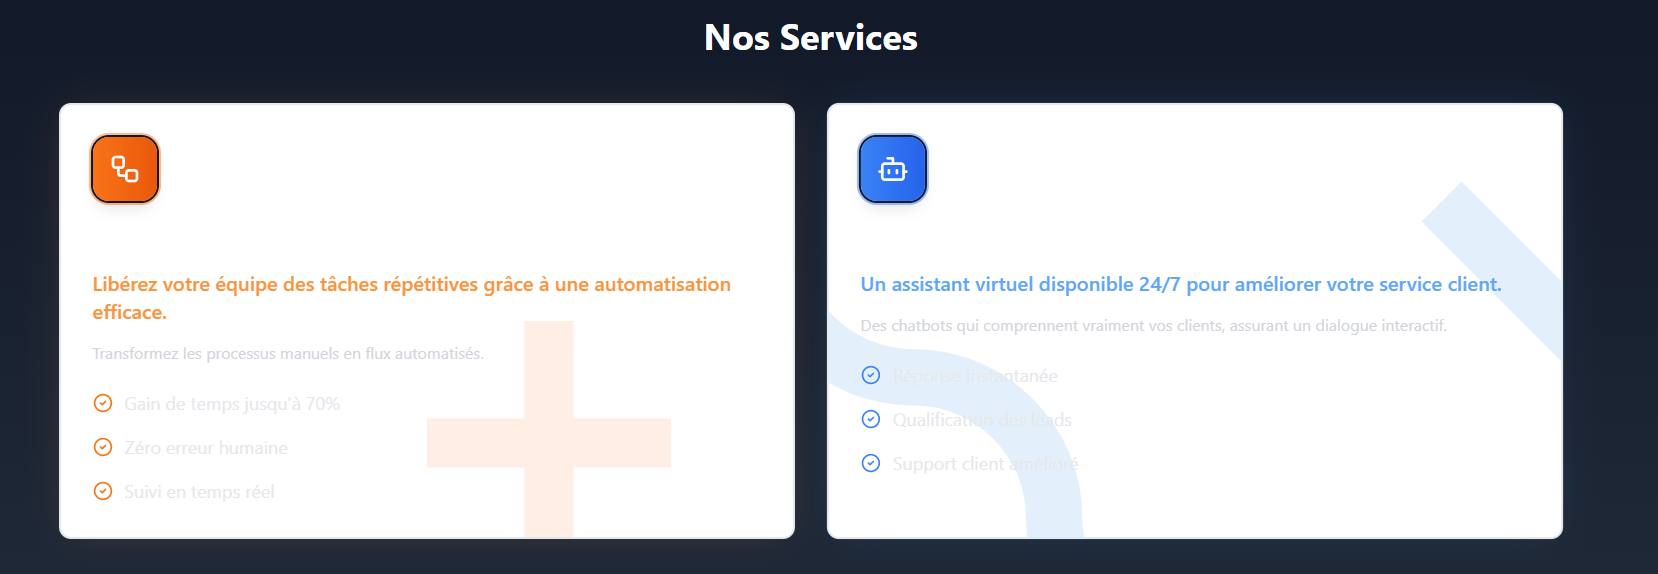 Nos Services
Libérez votre équipe des tâches répétitives grâce à une automatisation
efficace.
Transformez les processus manuels en flux automatisés.
Gain de temps jusqu'à 70%
Zéro erreur humaine
Suivi en temps réel
Un assistant virtuel disponible 24/7 pour améliorer votre service client.
Des chatbots qui comprennent vraiment vos clients, assurant un dialogue interactif.
Réponse instantanée
Qualification des leads
Support client amélioré